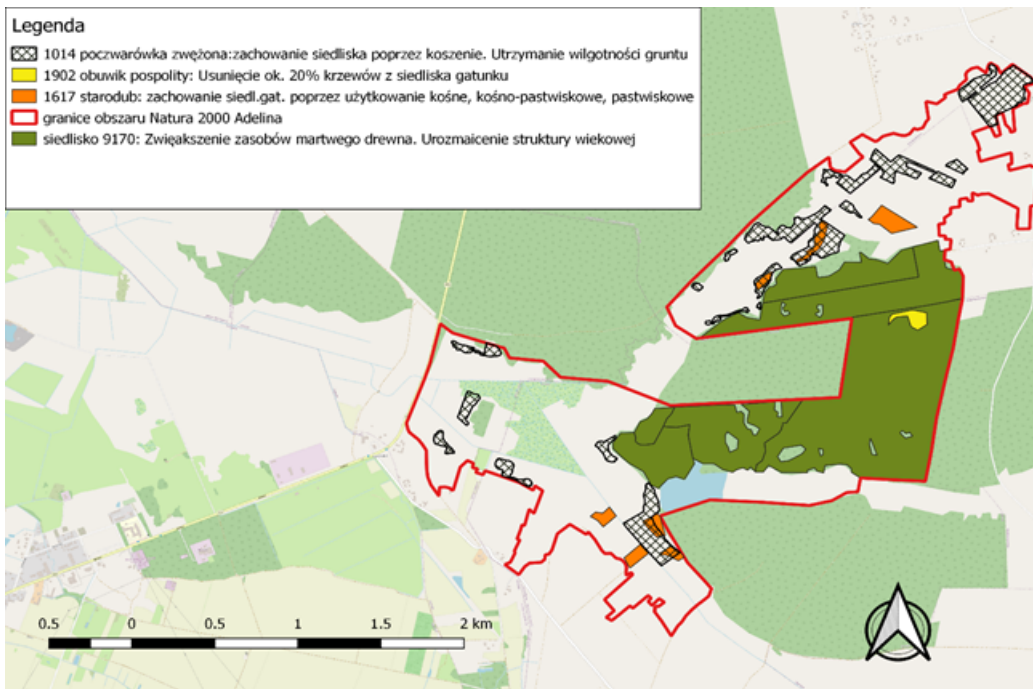 Legenda
1014 poczwarówka zwężona:zachowanie siedliska poprzez koszenie. Utrzymanie wilgotności gruntu
1902 obuwik pospolity: Usunięcie ok. 20% krzewów z siedliska gatunku
1617 starodub: zachowanie siedl.gat. poprzez użytkowanie kośne, kośno-pastwiskowe, pastwiskowe
granice obszaru Natura 2000 Adelina
siedlisko 9170: Zwięąkszenie zasobów martwego drewna. Urozmaicenie struktury wiekowej
0.5 0 0.5 1 1.5 2 km